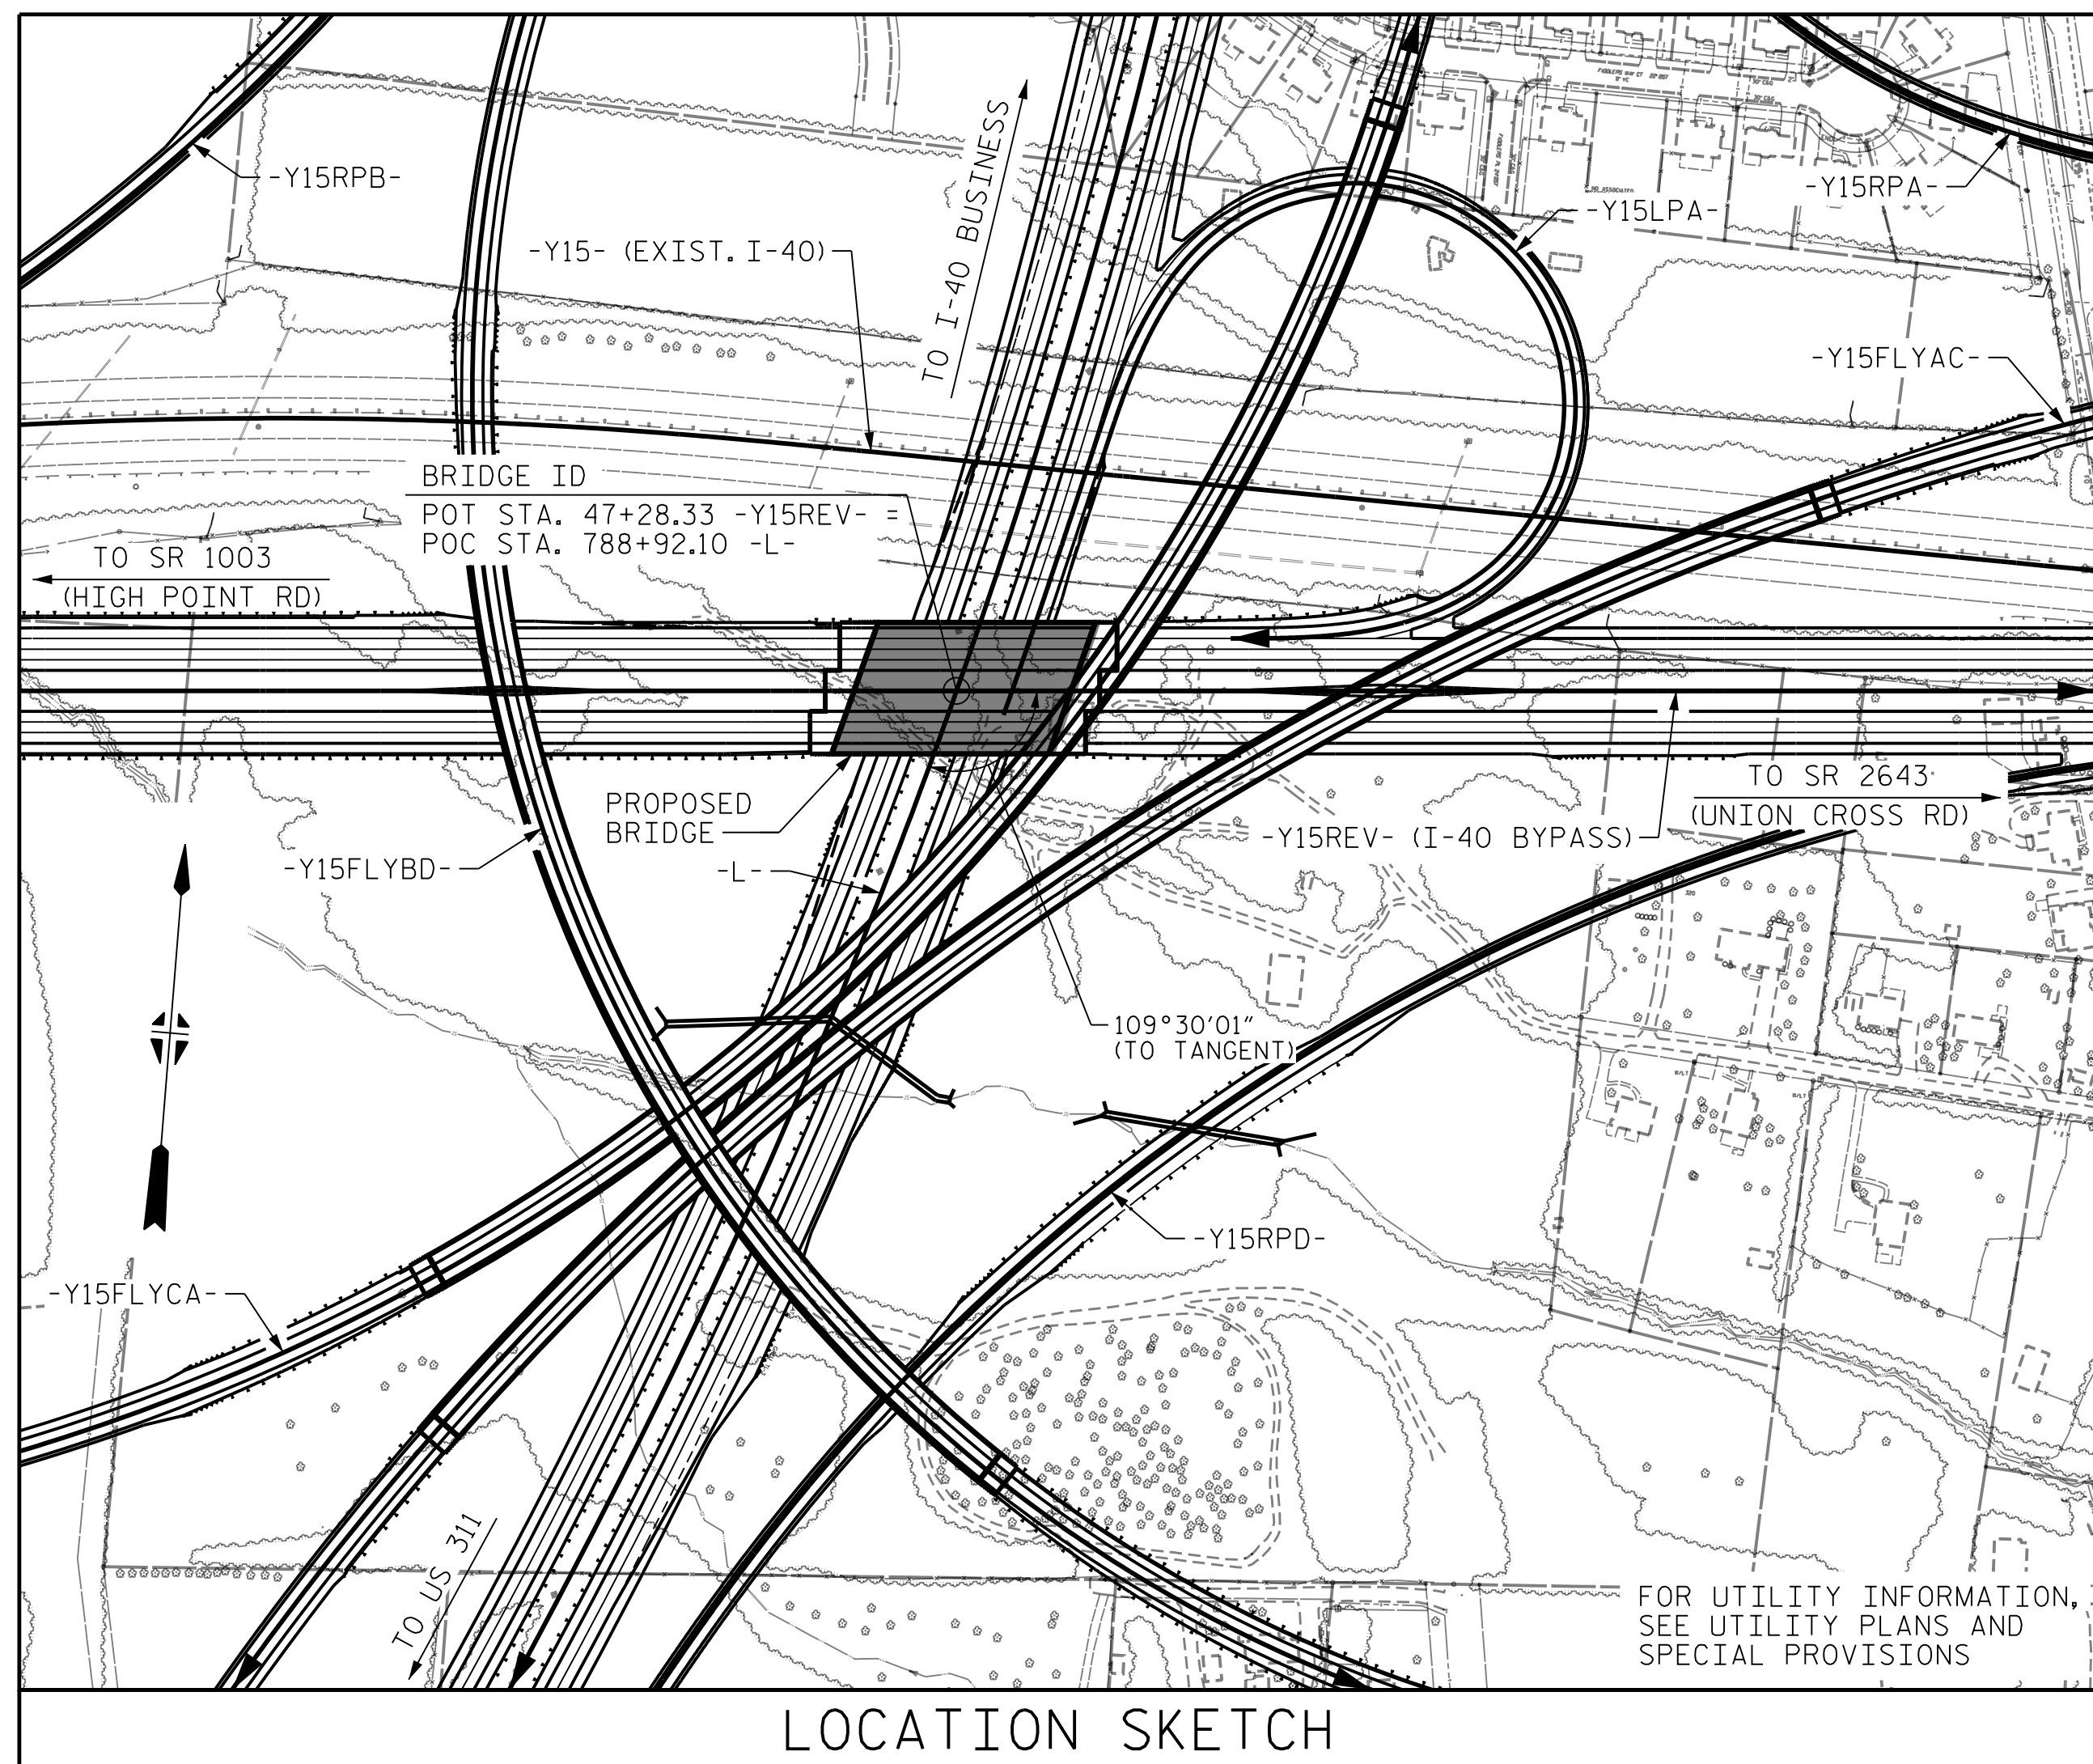 -Y15RPB-
-Y15- (EXIST. I-40)
TO I-40 BUSINESS
-Y15RPA-
-Y15LPA-
-Y15FLYAC-
BRIDGE ID
POT STA. 47+28.33 -Y15REV- =
POC STA. 788+92.10 -L-
TO SR 1003
(HIGH POINT RD)
PROPOSED
BRIDGE
-L-
-Y15FLYBD-
TO SR 2643
(UNION CROSS RD)
-Y15REV- (I-40 BYPASS)
109°30'01"
(TO TANGENT)
-Y15RPD-
-Y15FLYCA-
TO US 311
FOR UTILITY INFORMATION,
SEE UTILITY PLANS AND
SPECIAL PROVISIONS
LOCATION SKETCH